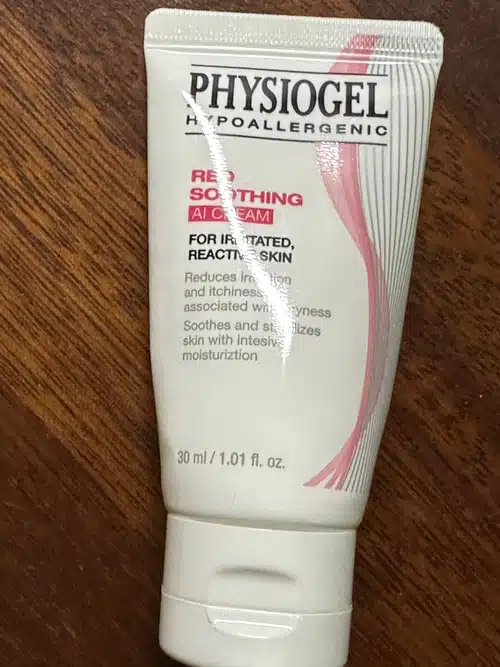 PHYSIOGEL
HYPOALLERGENIC
RED
SOOTHING
AI CREAM
FOR IRRITATED,
REACTIVE SKIN
Reduces irritation
and itchiness
associated with dryness
Soothes and stabilizes
skin with intesive
moisturiztion
30 ml / 1.01 fl. oz.